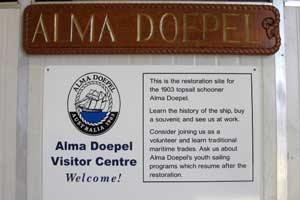 ALMA DOEPEL
ALMA DOEPEL
AUSTRALIA 1903
Alma Doepel
Visitor Centre
Welcome!
This is the restoration site for
the 1903 topsail schooner
Alma Doepel.
Learn the history of the ship, buy
a souvenir, and see us at work.
Consider joining us as a
volunteer and learn traditional
maritime trades. Ask us about
Alma Doepel's youth sailing
programs which resume after the
restoration.